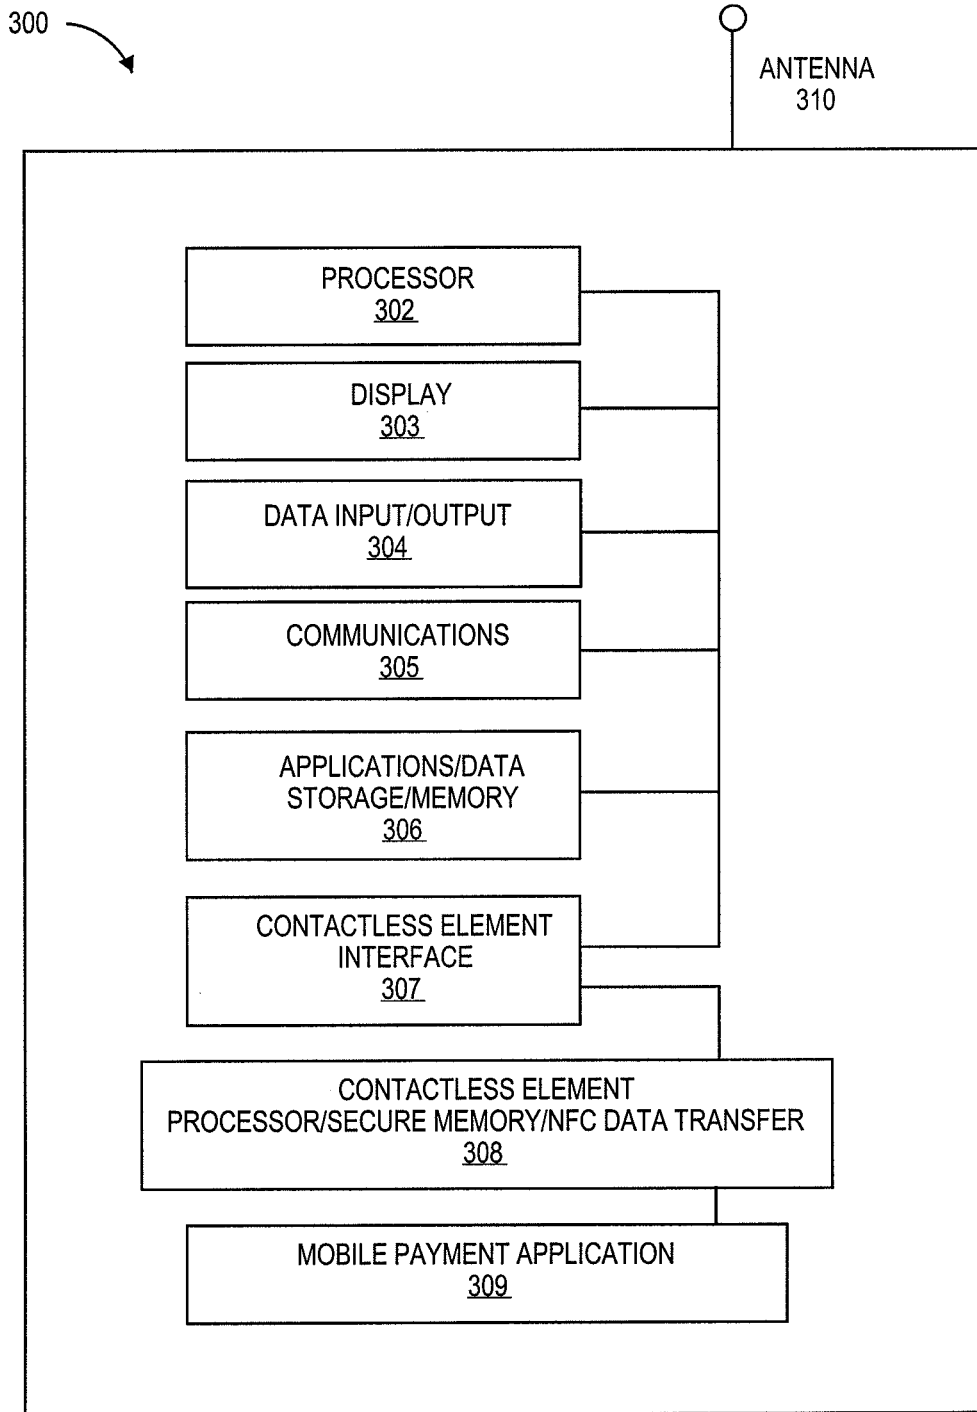 300
ANTENNA
310
PROCESSOR
302
DISPLAY
303
DATA INPUT/OUTPUT
304
COMMUNICATIONS
305
APPLICATIONS/DATA
STORAGE/MEMORY
306
CONTACTLESS ELEMENT
INTERFACE
307
CONTACTLESS ELEMENT
PROCESSOR/SECURE MEMORY/NFC DATA TRANSFER
308
MOBILE PAYMENT APPLICATION
309